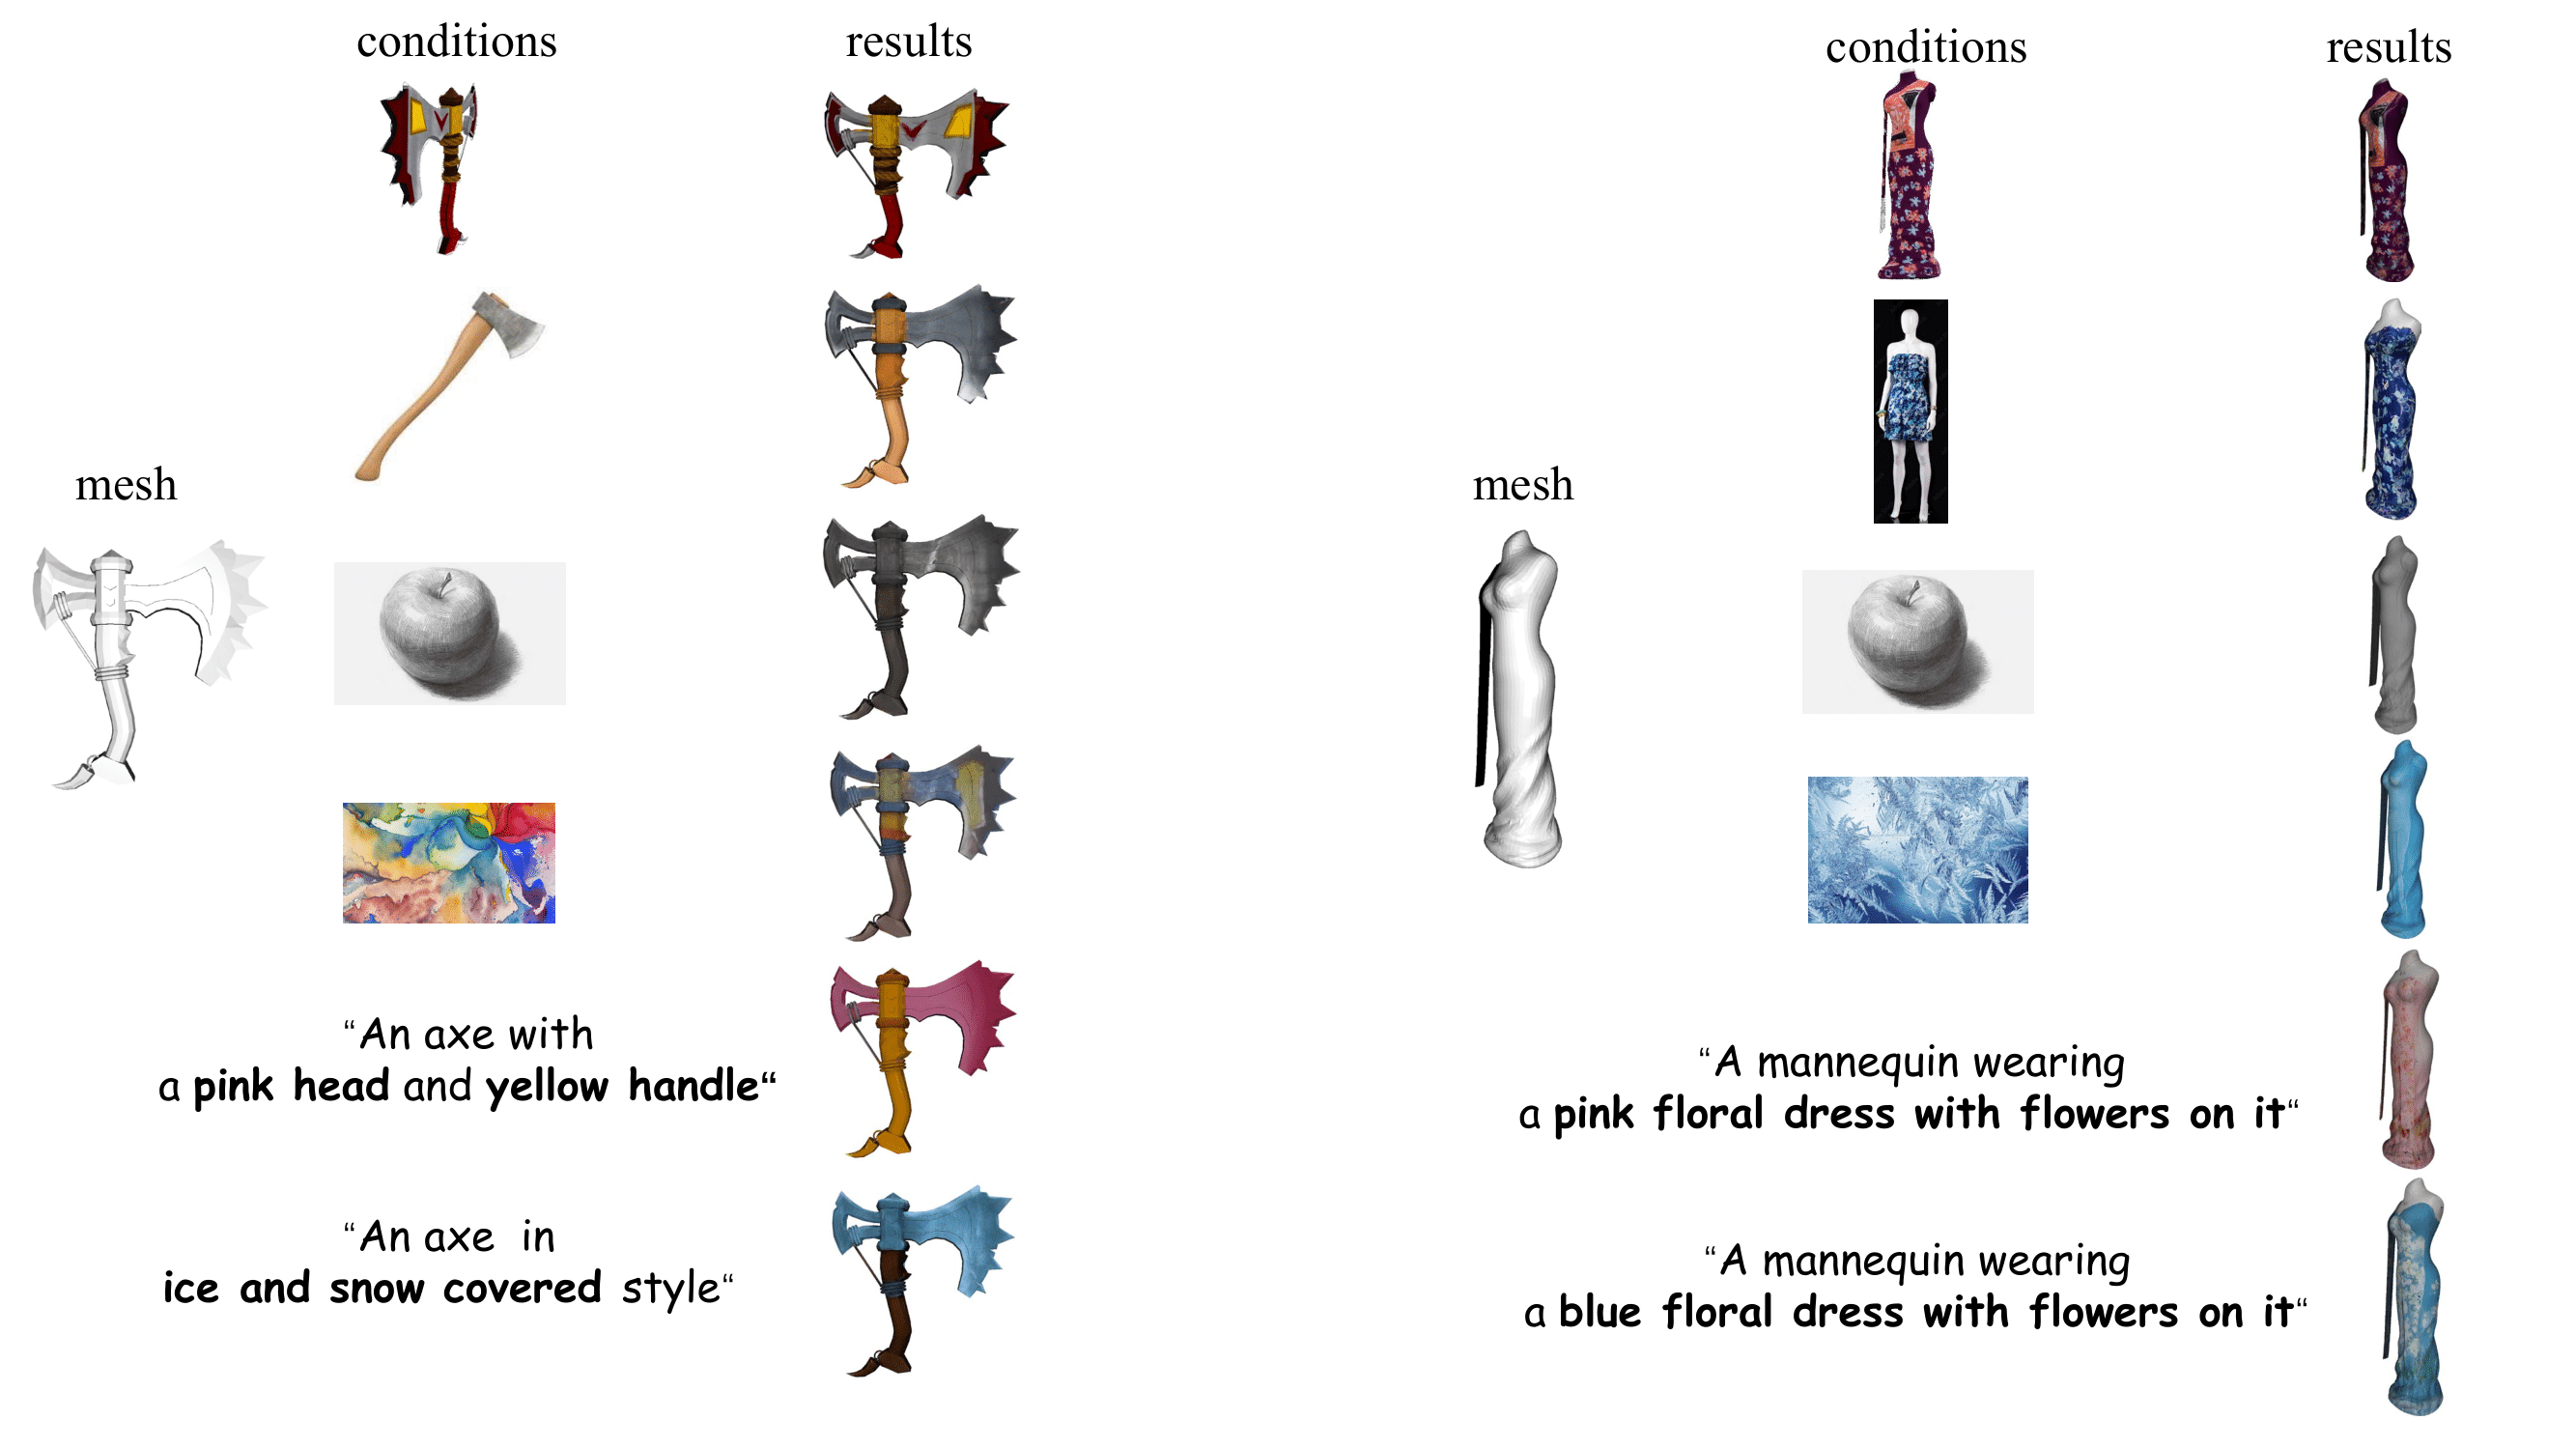 conditions
results
mesh
“An axe with
a pink head and yellow handle“
“An axe in
ice and snow covered style“
conditions
results
mesh
“A mannequin wearing
a pink floral dress with flowers on it“
“A mannequin wearing
a blue floral dress with flowers on it“